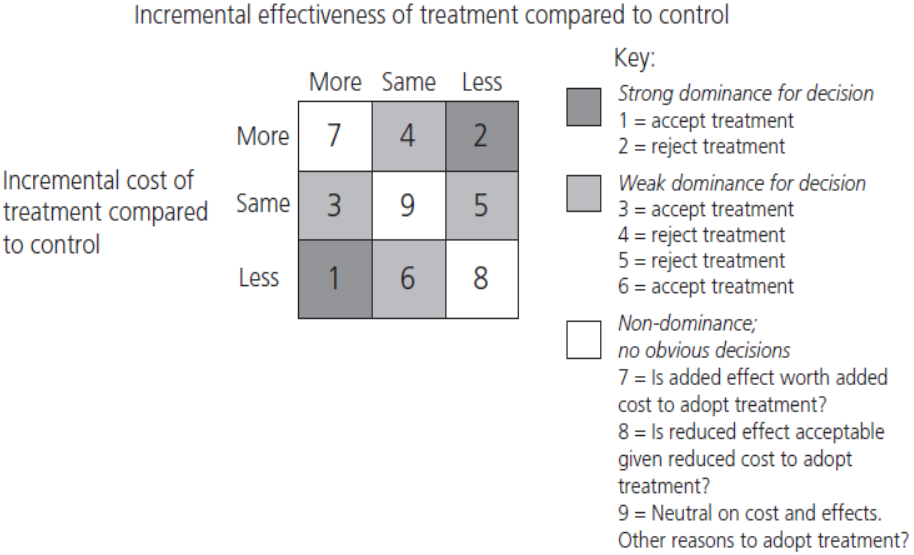 Incremental effectiveness of treatment compared to control
More Same Less
More 7 4 2
Same 3 9 5
Less 1 6 8
Incremental cost of
treatment compared
to control
Key:
Strong dominance for decision
1 = accept treatment
2 = reject treatment
Weak dominance for decision
3 = accept treatment
4 = reject treatment
5 = reject treatment
6 = accept treatment
Non-dominance;
no obvious decisions
7 = Is added effect worth added
cost to adopt treatment?
8 = Is reduced effect acceptable
given reduced cost to adopt
treatment?
9 = Neutral on cost and effects.
Other reasons to adopt treatment?